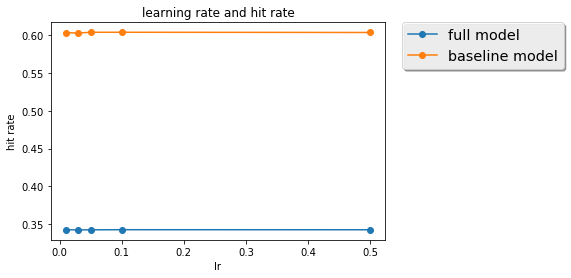 learning rate and hit rate
full model
baseline model
hit rate
0.60
0.55
0.50
0.45
0.40
0.35
0.0 0.1 0.2 0.3 0.4 0.5
lr